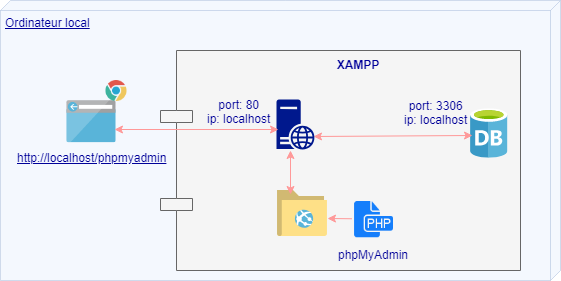 Ordinateur local
XAMPP
port: 80
ip: localhost
port: 3306
ip: localhost
DB
http://localhost/phpmyadmin
PHP
phpMyAdmin